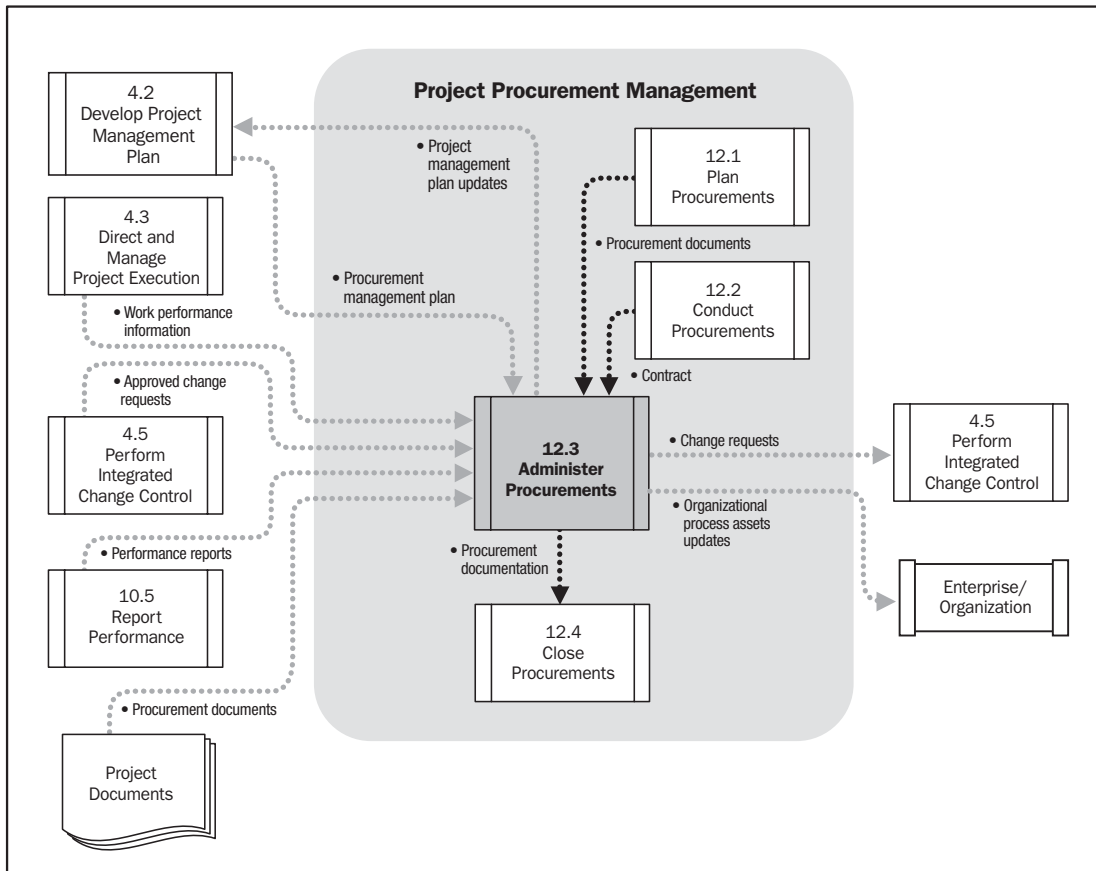 Project Procurement Management
4.2
Develop Project
Management
Plan
• Project
management
plan updates
12.1
Plan
Procurements
4.3
Direct and
Manage
Project Execution
• Procurement documents
• Procurement
management plan
12.2
Conduct
Procurements
• Work performance
information
• Contract
• Approved change
requests
4.5
Perform
Integrated
Change Control
12.3
Administer
Procurements
• Change requests
4.5
Perform
Integrated
Change Control
• Organizational
process assets
updates
• Performance reports
• Procurement
documentation
10.5
Report
Performance
Enterprise/
Organization
12.4
Close
Procurements
• Procurement documents
Project
Documents